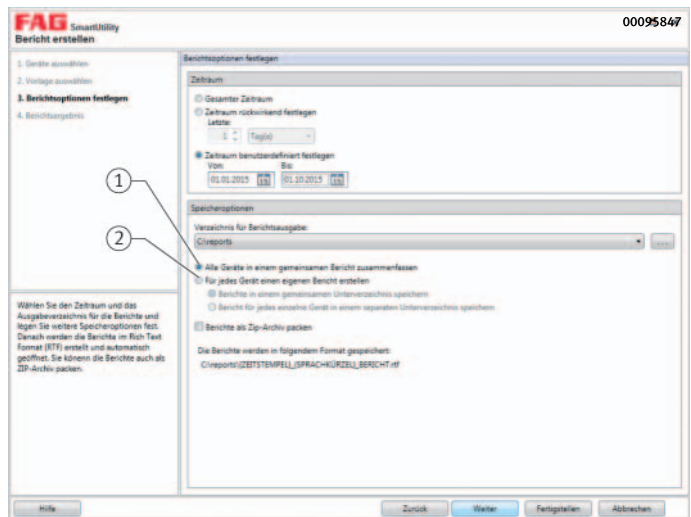 FAG SmartUtility
00095847
Bericht erstellen
1. Geräte auswählen
2. Vorlage auswählen
3. Berichtsoptionen festlegen
4. Berichtsergebnis
Wählen Sie den Zeitraum und das
Ausgabeverzeichnis für die Berichte und
legen Sie weitere Speicheroptionen fest.
Danach werden die Berichte im Rich Text
Format (RTF) erstellt und automatisch
geöffnet. Sie können die Berichte auch als
ZIP-Archiv packen.
Berichtsoptionen festlegen
Zeitraum
Gesamter Zeitraum
Zeitraum rückwirkend festlegen
Letzte:
1 Tag(e)
Zeitraum benutzerdefiniert festlegen
Von: Bis:
01.01.2015 15 01.10.2015 15
1
2
Speicheroptionen
Verzeichnis für Berichtsausgabe:
C:\reports ...
Alle Geräte in einem gemeinsamen Bericht zusammenfassen
Für jedes Gerät einen eigenen Bericht erstellen
Berichte in einem gemeinsamen Unterverzeichnis speichern
Bericht für jedes einzelne Gerät in einem separaten Unterverzeichnis speichern
Berichte als Zip-Archiv packen
Die Berichte werden in folgendem Format gespeichert:
C:\reports\(ZEITSTEMPEL)_(SPRACHKÜRZEL)_BERICHT.rtf
Hilfe Zurück Weiter Fertigstellen Abbrechen